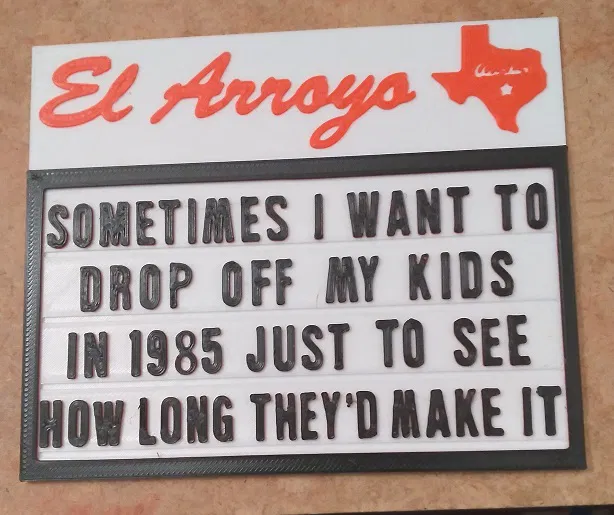 El Arroyo
SOMETIMES I WANT TO
DROP OFF MY KIDS
IN 1985 JUST TO SEE
HOW LONG THEY'D MAKE IT